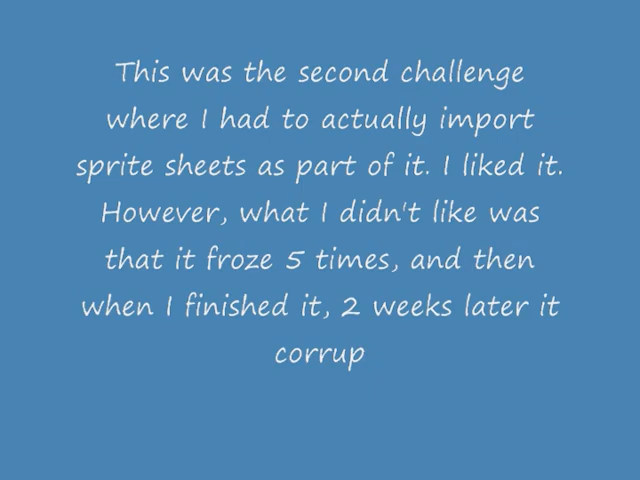 This was the second challenge
where I had to actually import
sprite sheets as part of it. I liked it.
However, what I didn't like was
that it froze 5 times, and then
when I finished it, 2 weeks later it
corrup